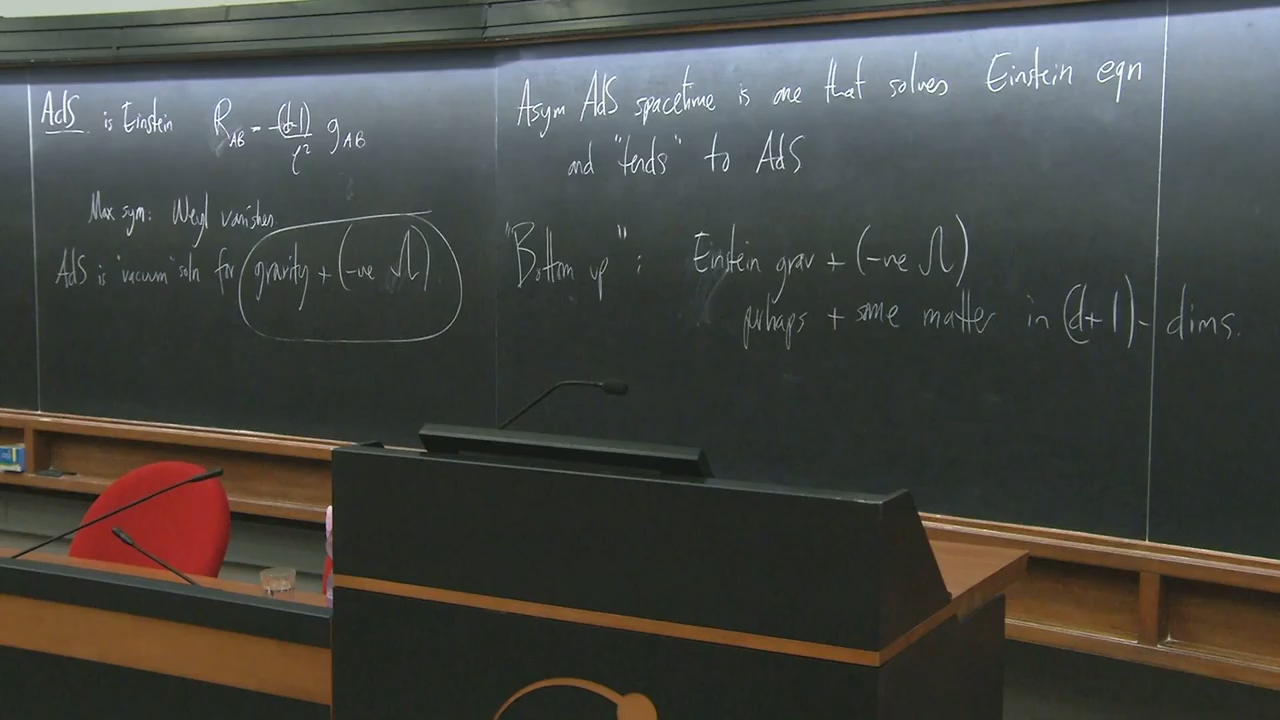 AdS is Einstein R_AB = -(d-1)/ℓ² g_AB
Max sym: Weyl vanishes
AdS is "vacuum" soln for gravity + (-ve Λ)
Asym AdS spacetime is one that solves Einstein eqn
and "tends" to AdS
"Bottom up" : Einstein grav + (-ve Λ)
perhaps + some matter in (d+1)- dims.